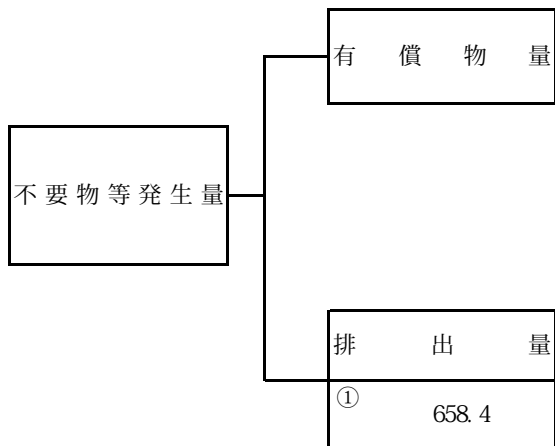 有償物量
不要物等発生量
排出量
①
658.4